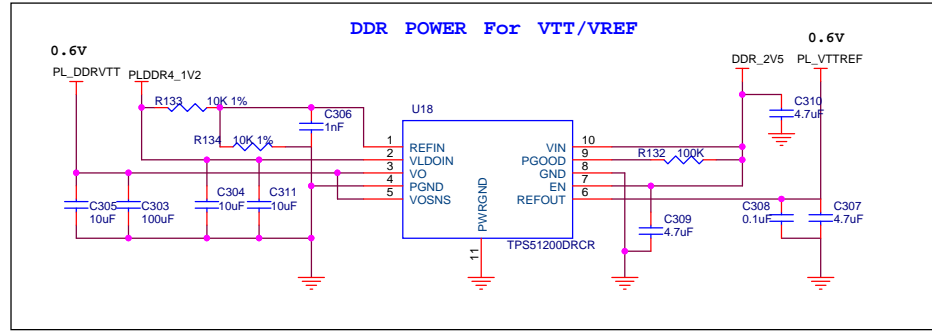 DDR POWER For VTT/VREF
0.6V
0.6V
PL_DDRVTT
PLDDR4_1V2
DDR_2V5
PL_VTTREF
R133
10K 1%
C306
1nF
U18
C310
4.7uF
R134
10K 1%
1
REFIN
VIN
10
2
VLDOIN
PGOOD
9
R132
100K
3
VO
GND
8
4
PGND
EN
7
5
VOSNS
REFOUT
6
PWRGND
11
TPS51200DRCR
C305
10uF
C303
100uF
C304
10uF
C311
10uF
C309
4.7uF
C308
0.1uF
C307
4.7uF